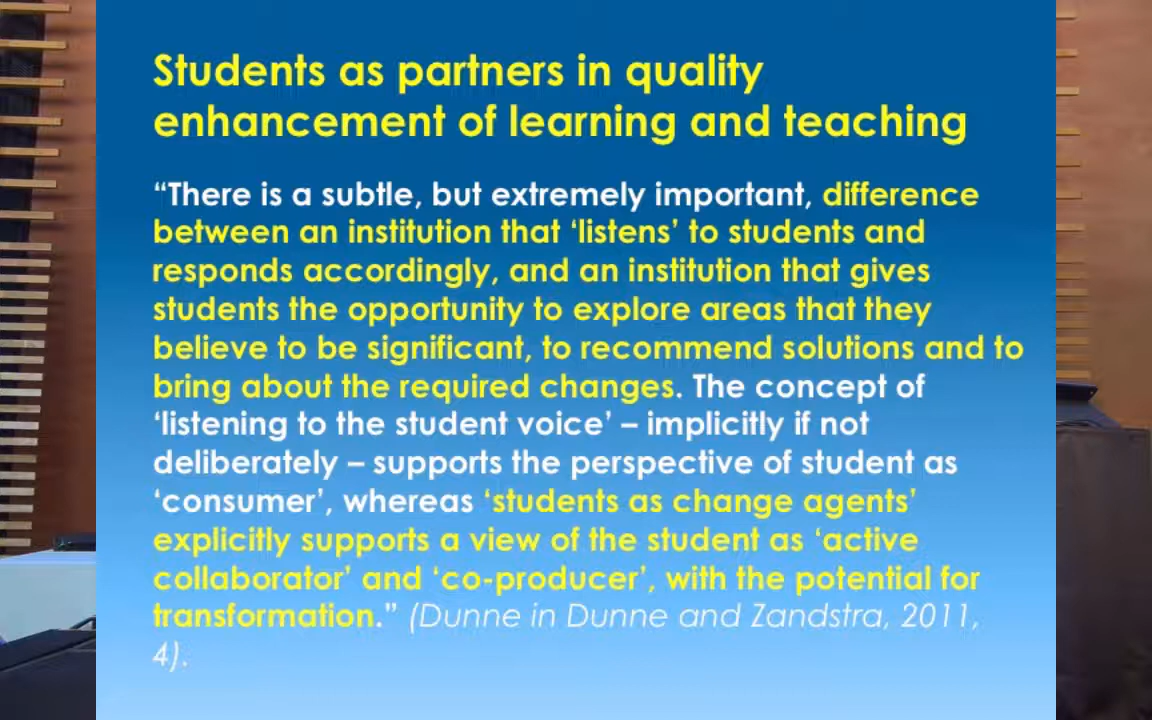 Students as partners in quality
enhancement of learning and teaching
“There is a subtle, but extremely important, difference
between an institution that ‘listens’ to students and
responds accordingly, and an institution that gives
students the opportunity to explore areas that they
believe to be significant, to recommend solutions and to
bring about the required changes. The concept of
‘listening to the student voice’ – implicitly if not
deliberately – supports the perspective of student as
‘consumer’, whereas ‘students as change agents’
explicitly supports a view of the student as ‘active
collaborator’ and ‘co-producer’, with the potential for
transformation.” (Dunne in Dunne and Zandstra, 2011,
4).